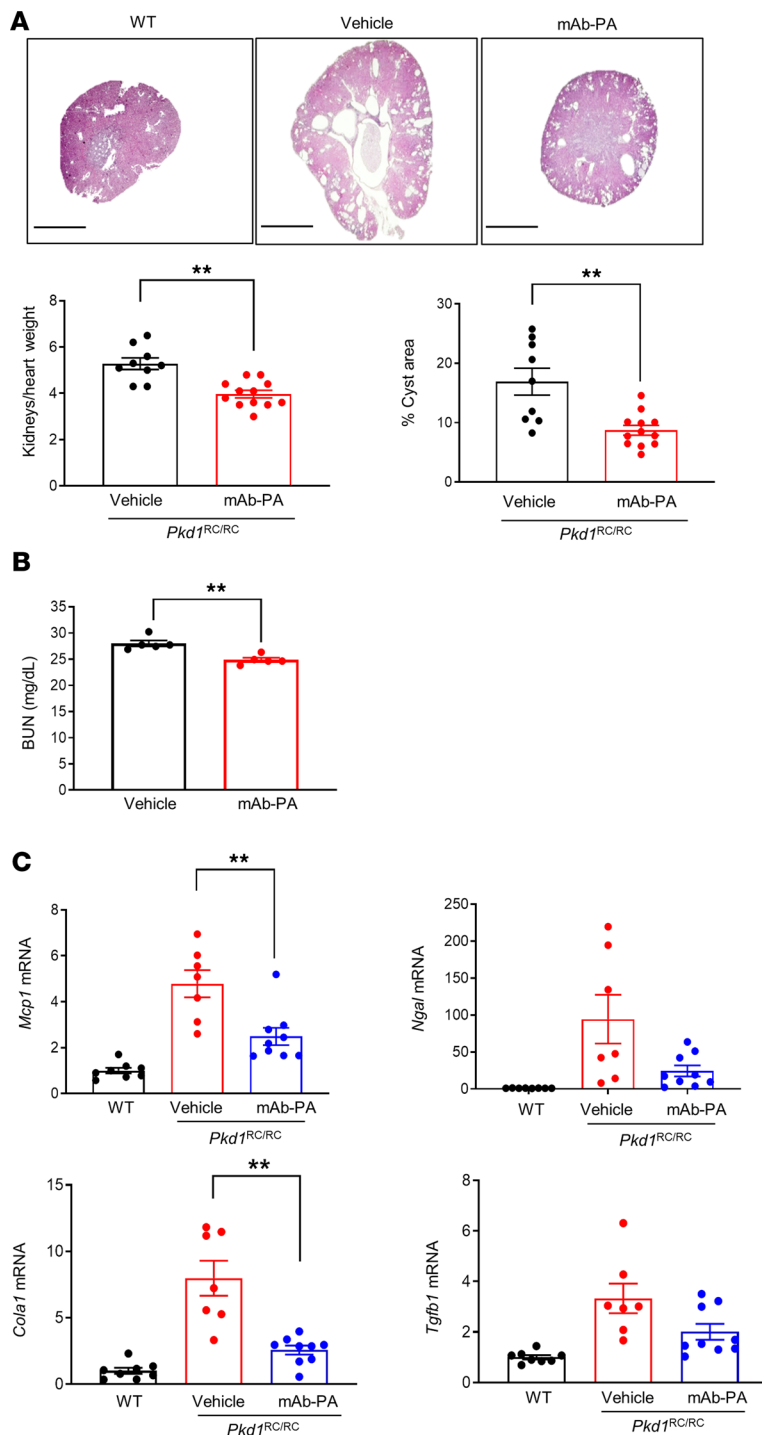 A
WT
Vehicle
mAb-PA
**
8
6
4
2
0
Kidneys/heart weight
Vehicle
mAb-PA
Pkd1RC/RC
**
30
20
10
0
% Cyst area
Vehicle
mAb-PA
Pkd1RC/RC
B
**
35
30
25
20
15
10
5
0
BUN (mg/dL)
Vehicle
mAb-PA
C
**
8
6
4
2
0
Mcp1 mRNA
WT
Vehicle
mAb-PA
Pkd1RC/RC
250
200
150
100
50
0
Ngal mRNA
WT
Vehicle
mAb-PA
Pkd1RC/RC
**
15
10
5
0
Cola1 mRNA
WT
Vehicle
mAb-PA
Pkd1RC/RC
8
6
4
2
0
Tgfb1 mRNA
WT
Vehicle
mAb-PA
Pkd1RC/RC